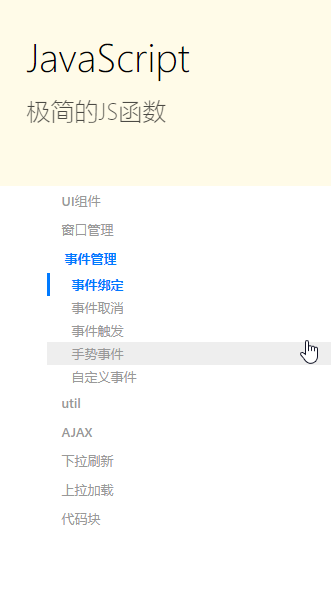 JavaScript
极简的JS函数
UI组件
窗口管理
事件管理
事件绑定
事件取消
事件触发
手势事件
自定义事件
util
AJAX
下拉刷新
上拉加载
代码块